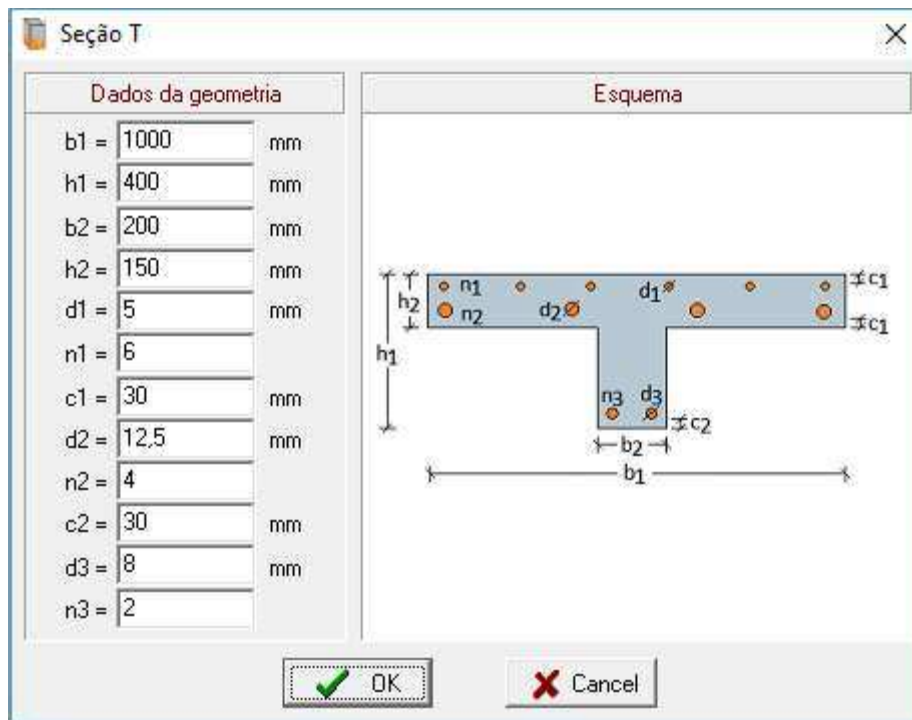 Seção T
Dados da geometria
b1 = 1000 mm
h1 = 400 mm
b2 = 200 mm
h2 = 150 mm
d1 = 5 mm
n1 = 6
c1 = 30 mm
d2 = 12,5 mm
n2 = 4
c2 = 30 mm
d3 = 8 mm
n3 = 2
Esquema
n1 d1 c1
h2 n2 d2 c1
h1
n3 d3 c2
b2
b1
OK Cancel